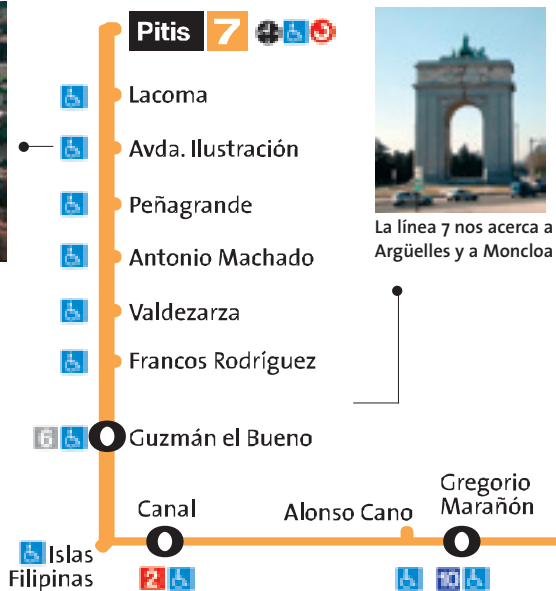 Pitis 7
Lacoma
Avda. Ilustración
Peñagrande
Antonio Machado
Valdezarza
Francos Rodríguez
La línea 7 nos acerca a
Argüelles y a Moncloa
6 Guzmán el Bueno
Canal
Alonso Cano
Gregorio
Marañón
Islas
Filipinas
2
10